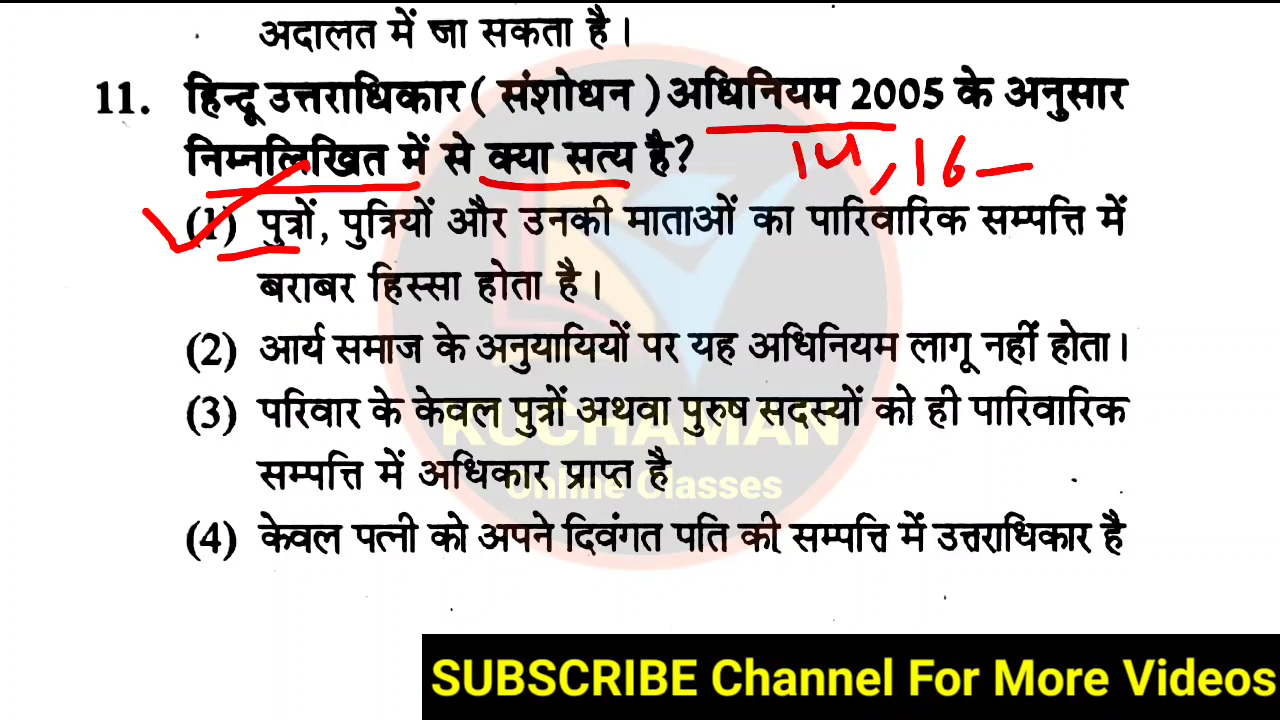 अदालत में जा सकता है।
11. हिन्दू उत्तराधिकार ( संशोधन ) अधिनियम 2005 के अनुसार
निम्नलिखित में से क्या सत्य है?
14, 16 –
(1) पुत्रों, पुत्रियों और उनकी माताओं का पारिवारिक सम्पत्ति में
बराबर हिस्सा होता है।
(2) आर्य समाज के अनुयायियों पर यह अधिनियम लागू नहीं होता।
(3) परिवार के केवल पुत्रों अथवा पुरुष सदस्यों को ही पारिवारिक
सम्पत्ति में अधिकार प्राप्त है
(4) केवल पत्नी को अपने दिवंगत पति की सम्पत्ति में उत्तराधिकार है
KUCHAMAN
Online Classes
SUBSCRIBE Channel For More Videos